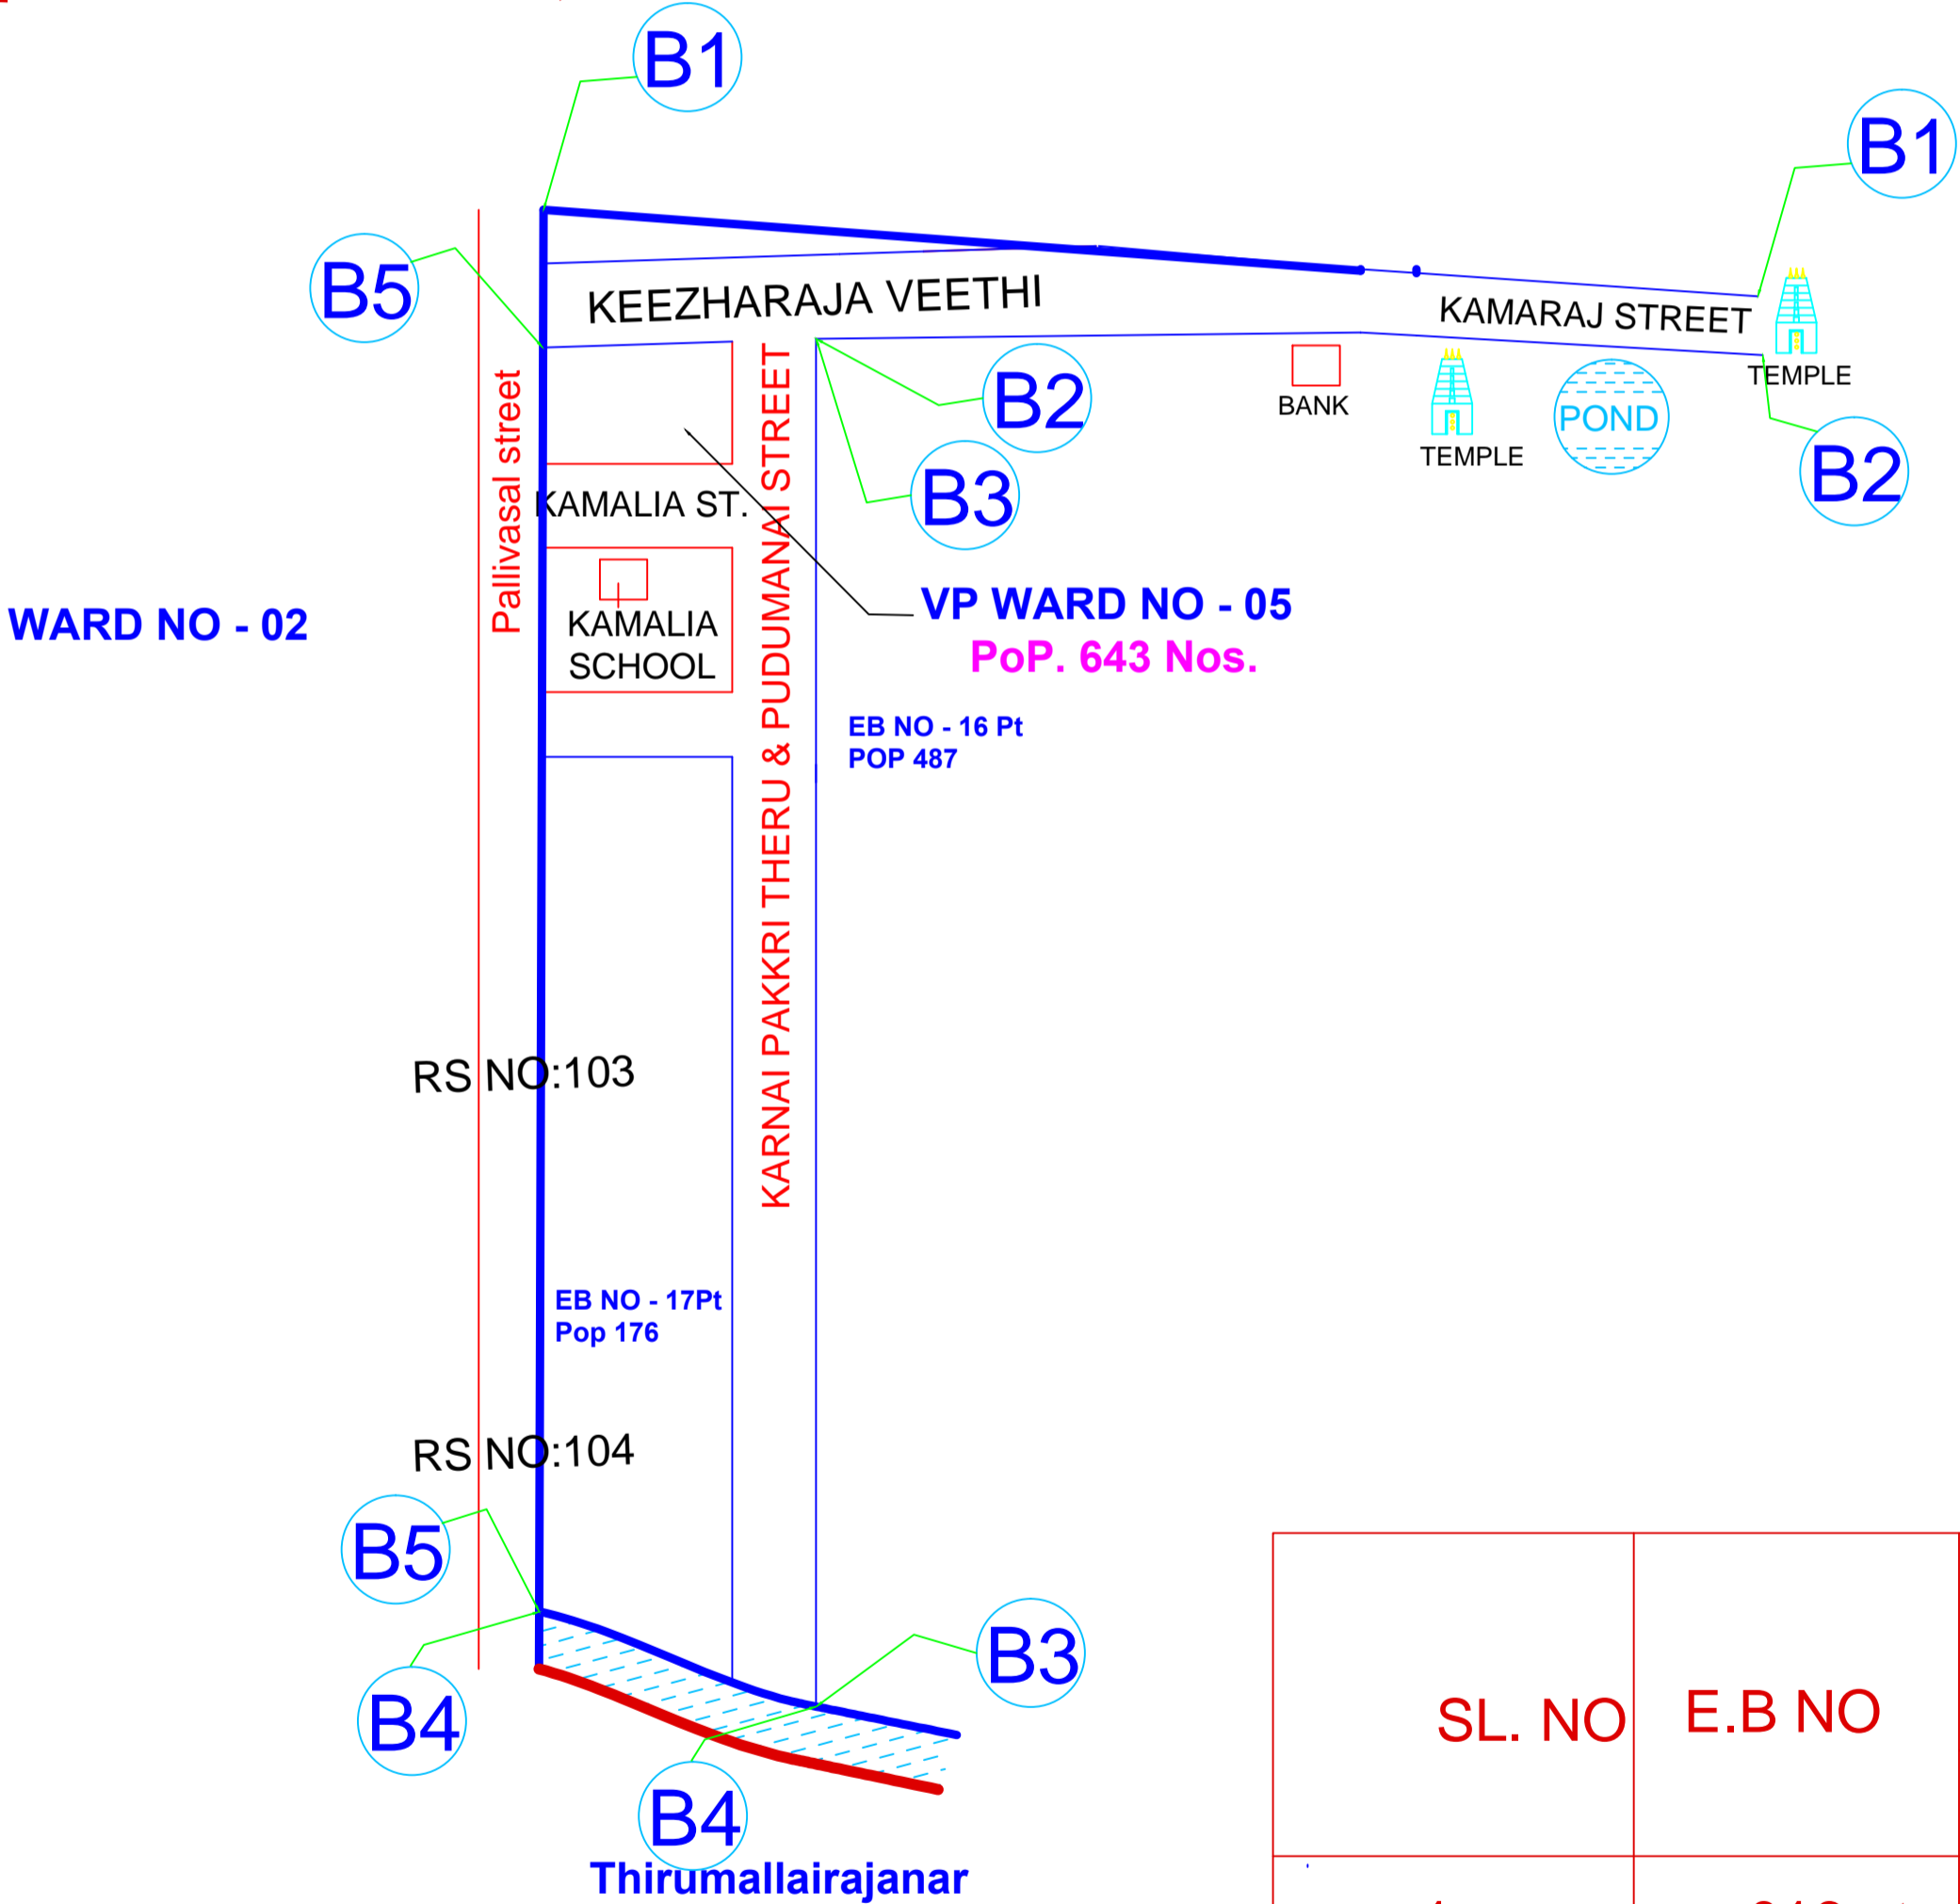 B1
B1
B5
KEEZHARAJA VEETHI
KAMARAJ STREET
TEMPLE
BANK
TEMPLE
POND
B2
B2
B3
Pallivasal street
KAMALIA ST.
KARNAI PAKKRI THERU & PUDUMANAI STREET
WARD NO - 02
KAMALIA
SCHOOL
VP WARD NO - 05
PoP. 643 Nos.
EB NO - 16 Pt
POP 487
RS NO:103
EB NO - 17Pt
Pop 176
RS NO:104
B5
B4
B3
B4
Thirumallairajanar
SL. NO
E.B NO